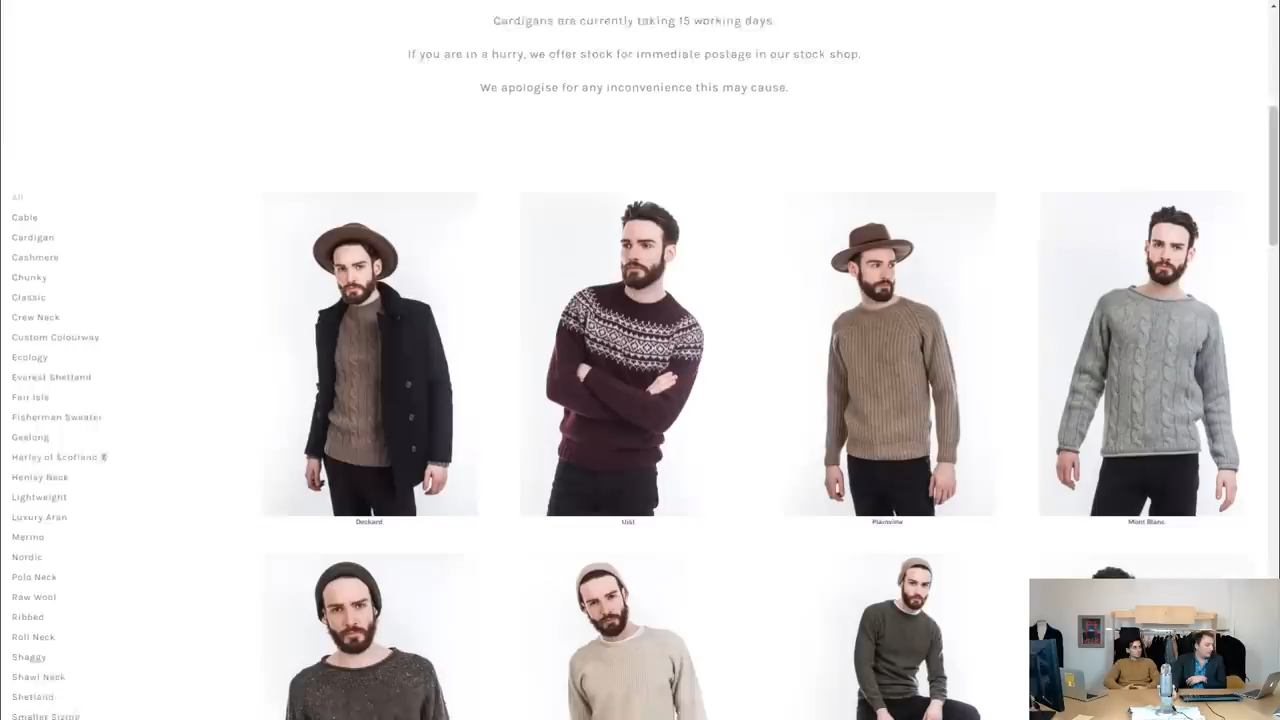 Cardigans are currently taking 15 working days.
If you are in a hurry, we offer stock for immediate postage in our stock shop.
We apologise for any inconvenience this may cause.
All
Cable
Cardigan
Cashmere
Chunky
Classic
Crew Neck
Custom Colourway
Ecology
Everest Shetland
Fair Isle
Fisherman Sweater
Geelong
Harley of Scotland
Henley Neck
Lightweight
Luxury Aran
Merino
Nordic
Polo Neck
Raw Wool
Ribbed
Roll Neck
Shaggy
Shawl Neck
Shetland
Smaller Sizing
Deckard
Uist
Plainview
Mont Blanc